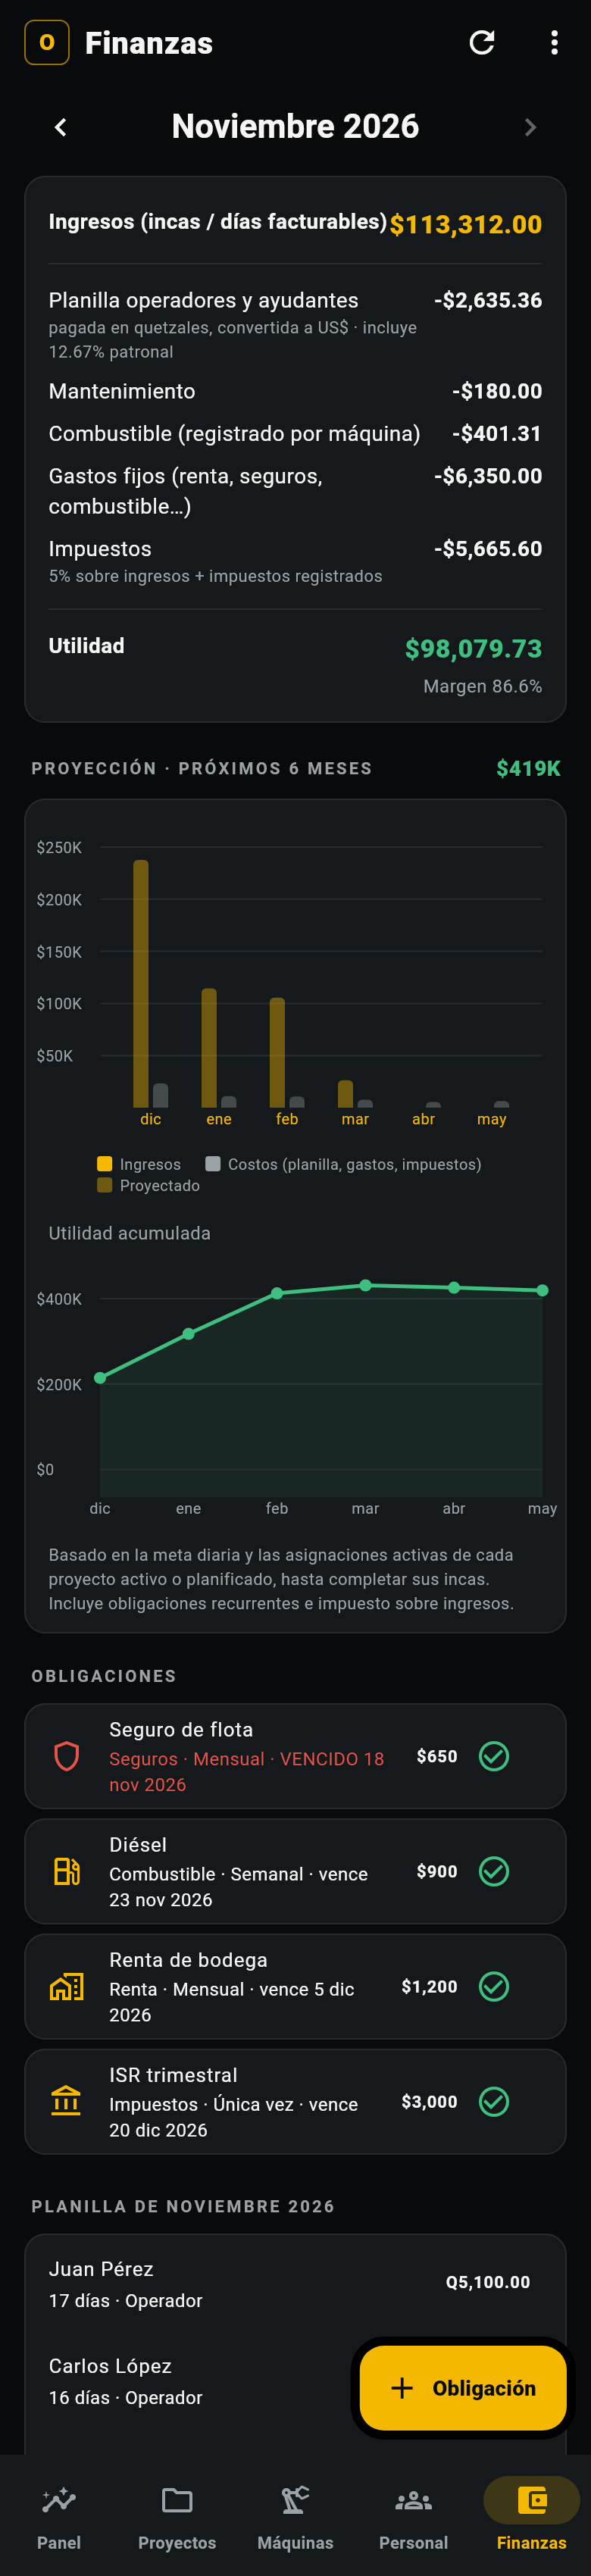 O Finanzas
Noviembre 2026
Ingresos (incas / días facturables) $113,312.00
Planilla operadores y ayudantes -$2,635.36
pagada en quetzales, convertida a US$ · incluye
12.67% patronal
Mantenimiento -$180.00
Combustible (registrado por máquina) -$401.31
Gastos fijos (renta, seguros, -$6,350.00
combustible…)
Impuestos -$5,665.60
5% sobre ingresos + impuestos registrados
Utilidad $98,079.73
Margen 86.6%
PROYECCIÓN · PRÓXIMOS 6 MESES $419K
$250K
$200K
$150K
$100K
$50K
dic ene feb mar abr may
Ingresos Costos (planilla, gastos, impuestos)
Proyectado
Utilidad acumulada
$400K
$200K
$0
dic ene feb mar abr may
Basado en la meta diaria y las asignaciones activas de cada
proyecto activo o planificado, hasta completar sus incas.
Incluye obligaciones recurrentes e impuesto sobre ingresos.
OBLIGACIONES
Seguro de flota
Seguros · Mensual · VENCIDO 18 $650
nov 2026
Diésel
Combustible · Semanal · vence $900
23 nov 2026
Renta de bodega
Renta · Mensual · vence 5 dic $1,200
2026
ISR trimestral
Impuestos · Única vez · vence $3,000
20 dic 2026
PLANILLA DE NOVIEMBRE 2026
Juan Pérez Q5,100.00
17 días · Operador
Carlos López
16 días · Operador
+ Obligación
Panel Proyectos Máquinas Personal Finanzas